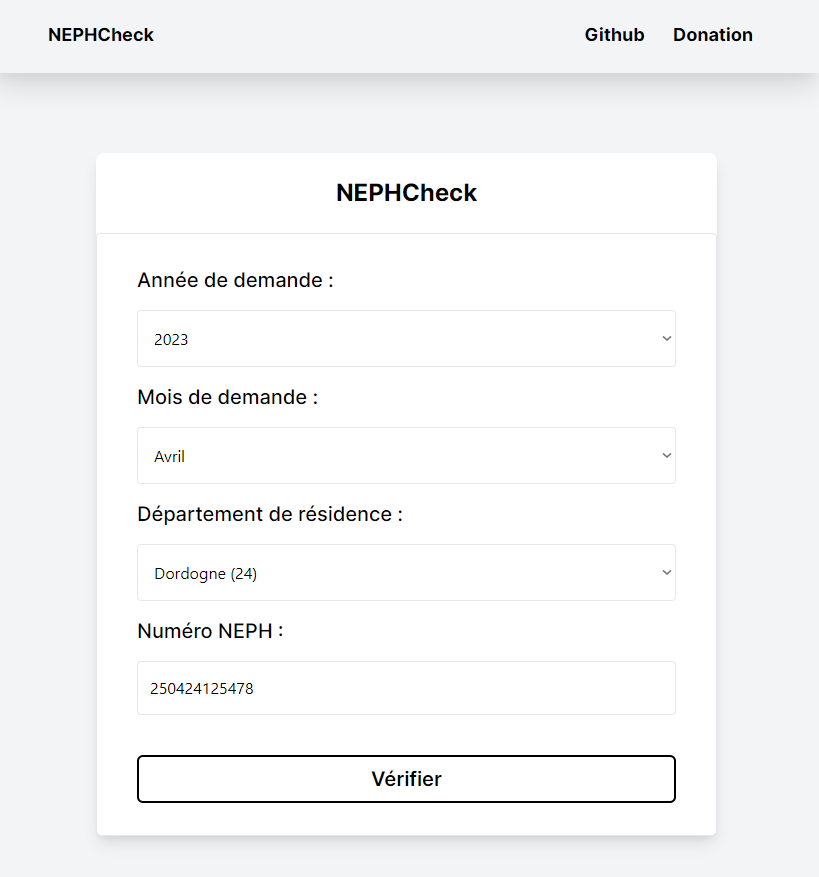 NEPHCheck Github Donation
NEPHCheck
Année de demande :
2023
Mois de demande :
Avril
Département de résidence :
Dordogne (24)
Numéro NEPH :
250424125478
Vérifier